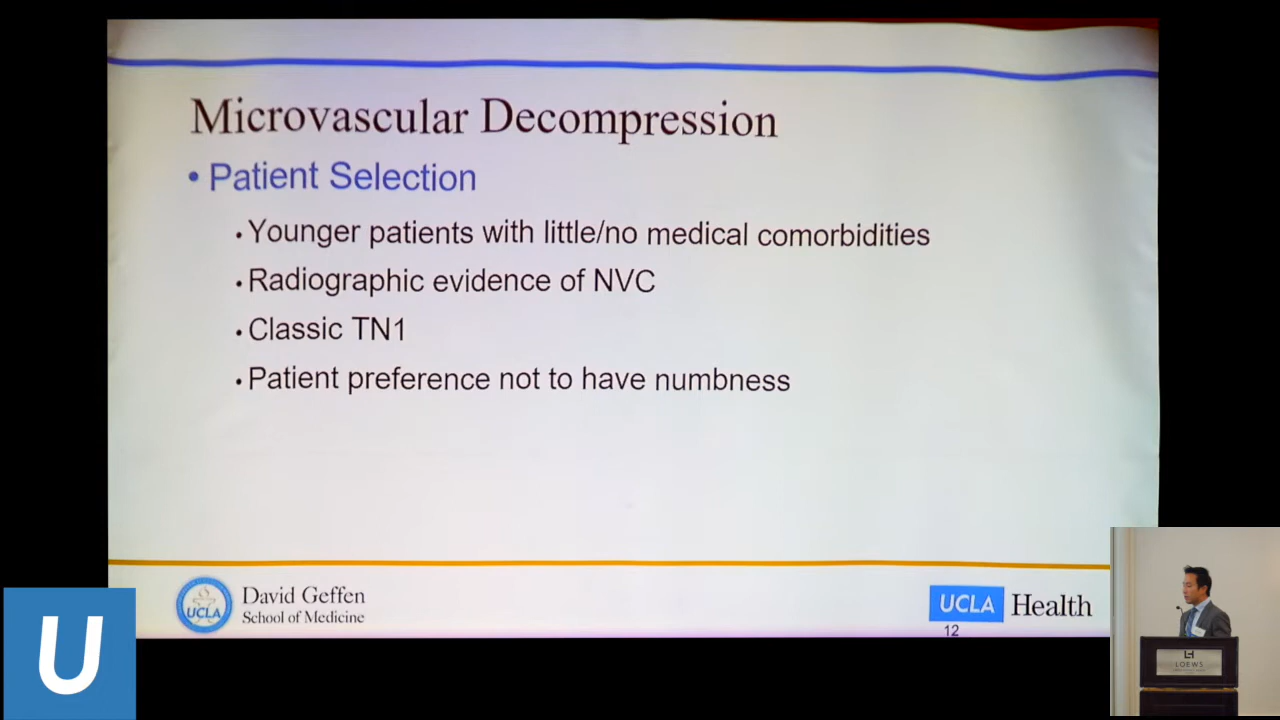 Microvascular Decompression
• Patient Selection
• Younger patients with little/no medical comorbidities
• Radiographic evidence of NVC
• Classic TN1
• Patient preference not to have numbness
UCLA
David Geffen
School of Medicine
UCLA Health
12
U
LOEWS